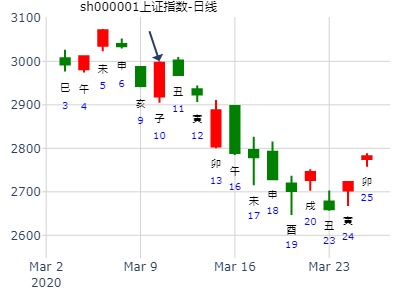 sh000001上证指数-日线
3100
3000
2900
2800
2700
2600
巳
3
午
4
未
5
申
6
亥
9
子
10
丑
11
寅
12
卯
13
午
16
未
17
申
18
酉
19
戌
20
丑
23
寅
24
卯
25
Mar 2
2020
Mar 9
Mar 16
Mar 23